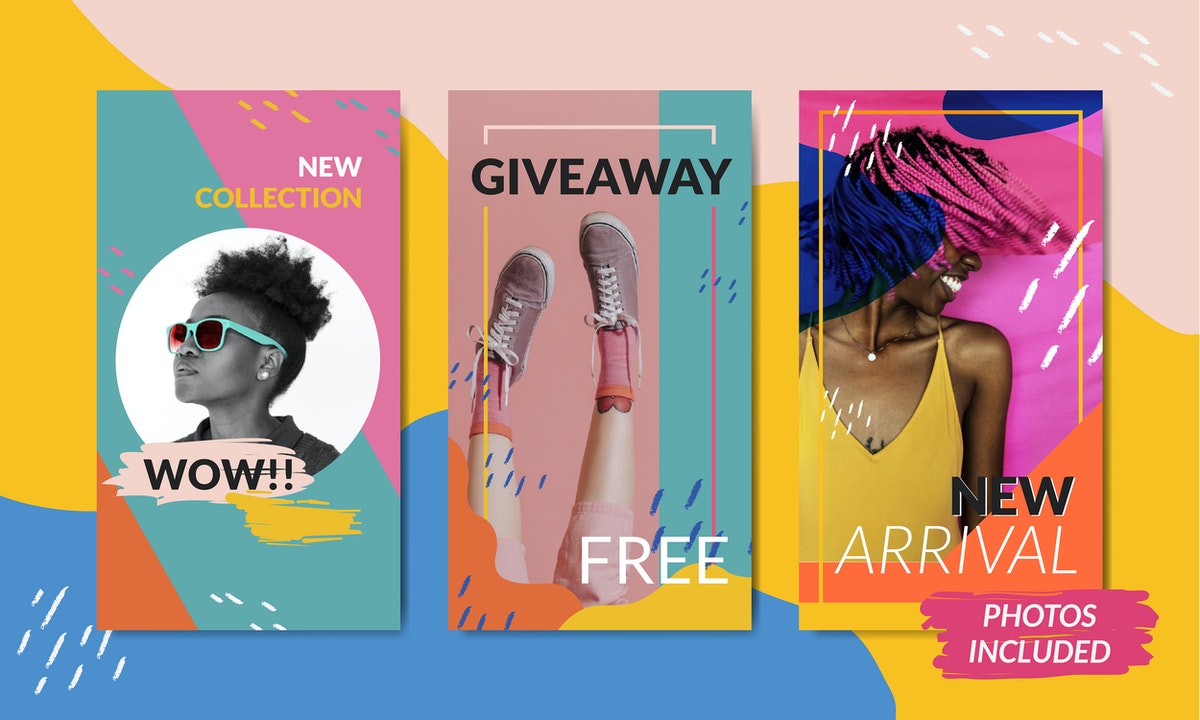 NEW
COLLECTION
WOW!!
GIVEAWAY
FREE
NEW
ARRIVAL
PHOTOS
INCLUDED